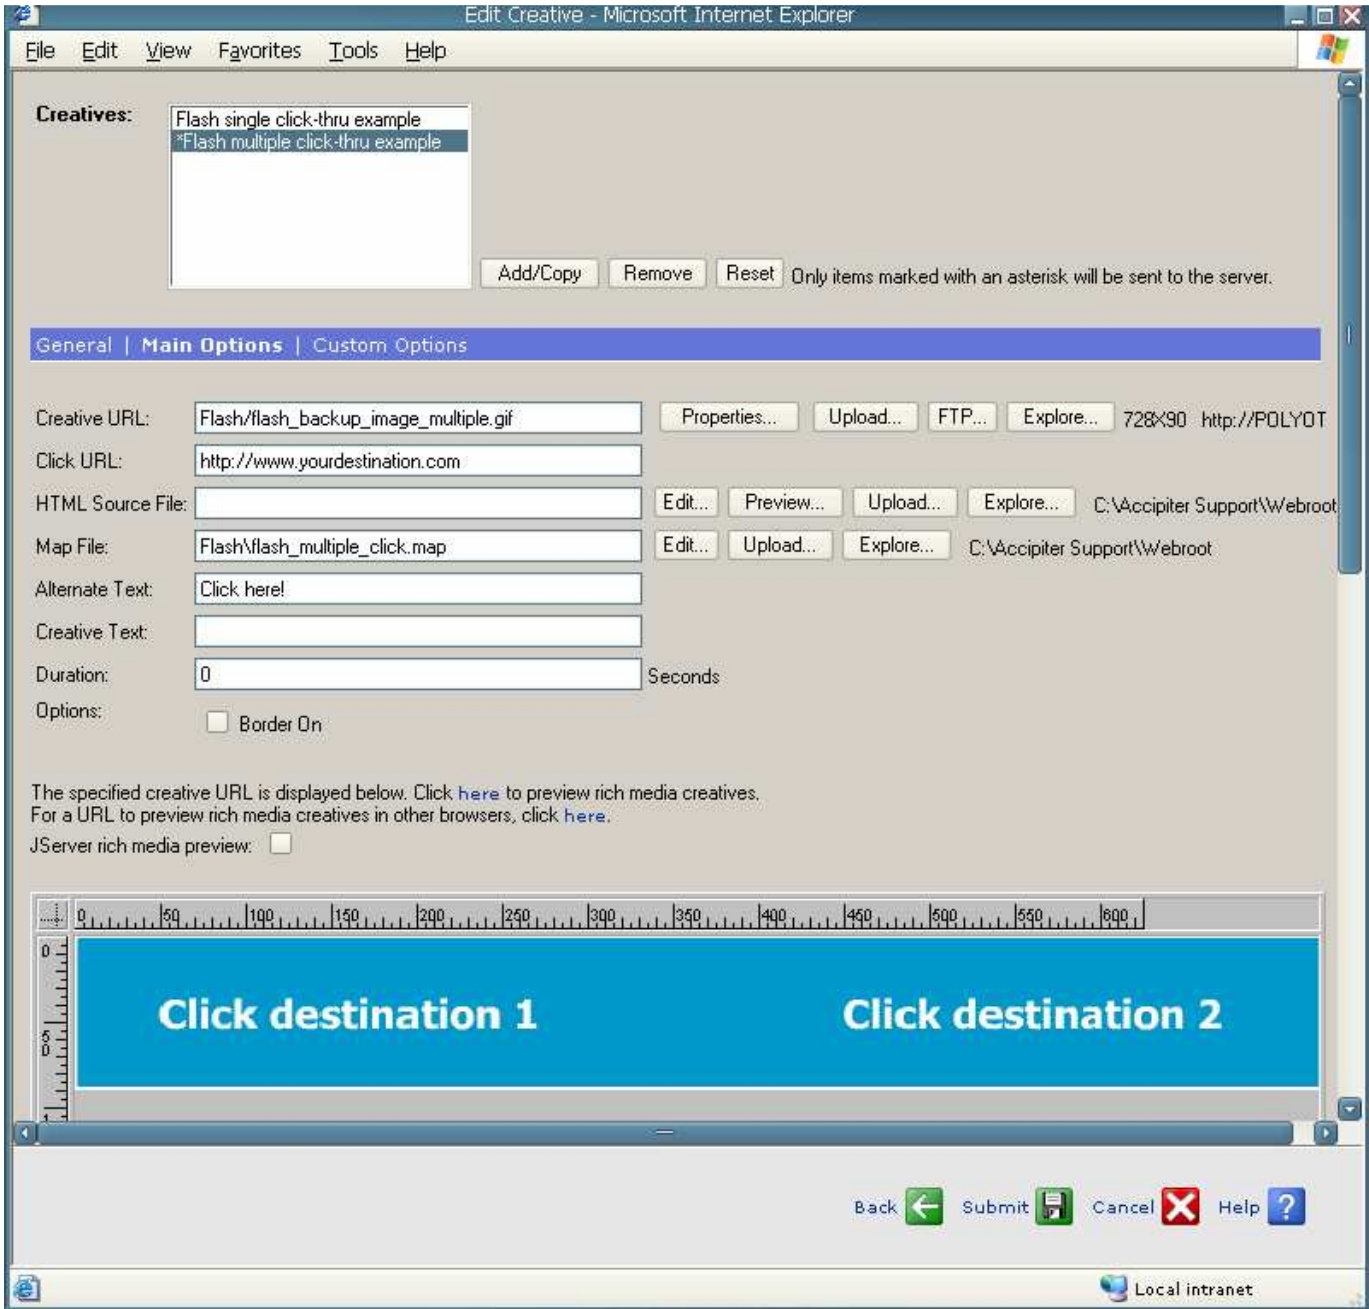 Edit Creative - Microsoft Internet Explorer
File Edit View Favorites Tools Help
Creatives:
Flash single click-thru example
*Flash multiple click-thru example
Add/Copy Remove Reset Only items marked with an asterisk will be sent to the server.
General | Main Options | Custom Options
Creative URL: Flash/flash_backup_image_multiple.gif Properties... Upload... FTP... Explore... 728X90 http://POLYOT
Click URL: http://www.yourdestination.com
HTML Source File: Edit... Preview... Upload... Explore... C:\Accipiter Support\Webroot
Map File: Flash\flash_multiple_click.map Edit... Upload... Explore... C:\Accipiter Support\Webroot
Alternate Text: Click here!
Creative Text:
Duration: 0 Seconds
Options: Border On
The specified creative URL is displayed below. Click here to preview rich media creatives.
For a URL to preview rich media creatives in other browsers, click here.
JServer rich media preview:
0 50 100 150 200 250 300 350 400 450 500 550 600
0
50
1
Click destination 1 Click destination 2
Back Submit Cancel Help ?
Local intranet